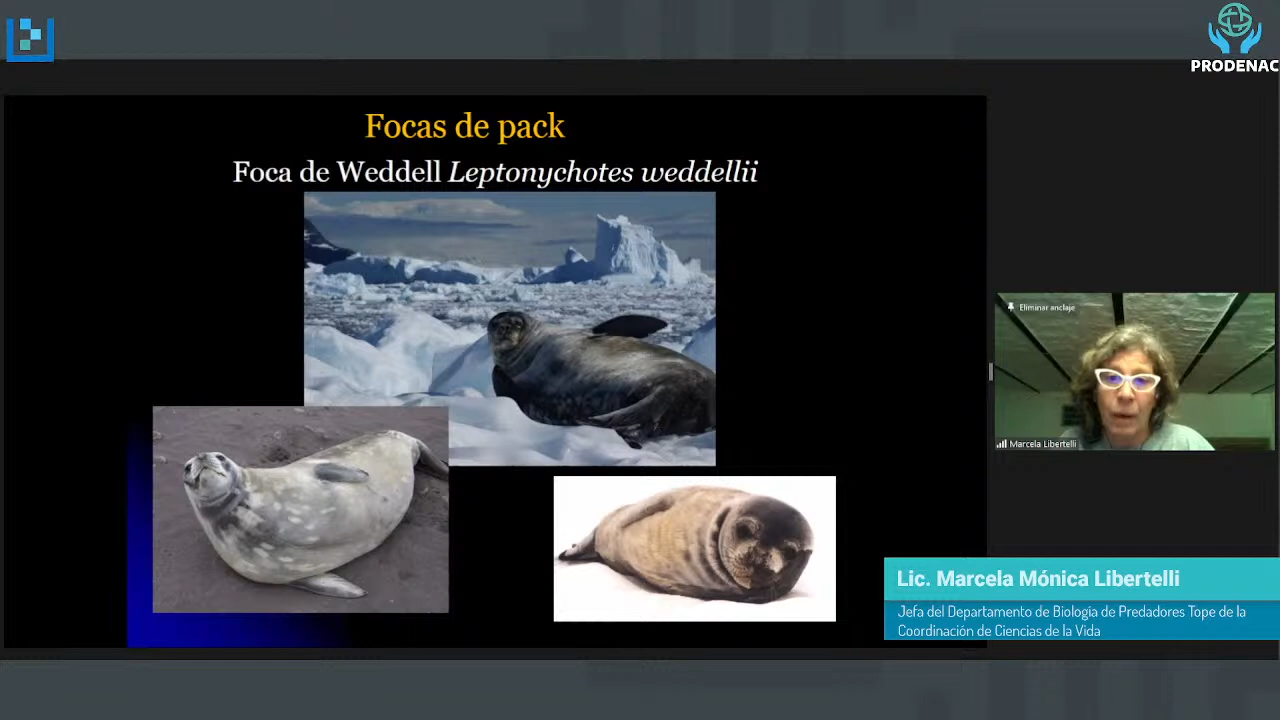 PRODENAC
Focas de pack
Foca de Weddell Leptonychotes weddellii
Eliminar anclaje
Marcela Libertelli
Lic. Marcela Mónica Libertelli
Jefa del Departamento de Biologia de Predadores Tope de la
Coordinación de Ciencias de la Vida